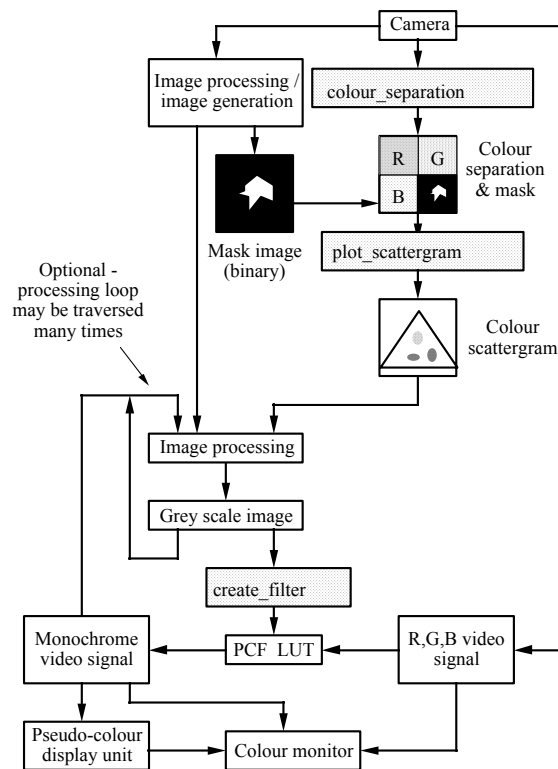 Camera
Image processing /
image generation
colour_separation
R
G
B
Colour
separation
& mask
Mask image
(binary)
plot_scattergram
Optional -
processing loop
may be traversed
many times
Colour
scattergram
Image processing
Grey scale image
create_filter
Monochrome
video signal
PCF LUT
R,G,B video
signal
Pseudo-colour
display unit
Colour monitor